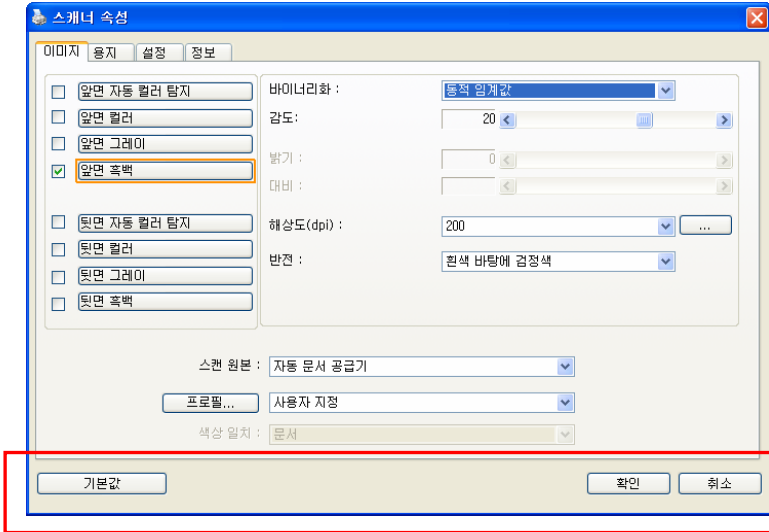 스캐너 속성
이미지 용지 설정 정보
앞면 자동 컬러 탐지
앞면 컬러
앞면 그레이
앞면 흑백
뒷면 자동 컬러 탐지
뒷면 컬러
뒷면 그레이
뒷면 흑백
바이너리화 : 동적 임계값
감도: 20
밝기 : 0
대비 :
해상도(dpi) : 200 ...
반전 : 흰색 바탕에 검정색
스캔 원본 : 자동 문서 공급기
프로필... 사용자 지정
색상 일치 : 문서
기본값 확인 취소